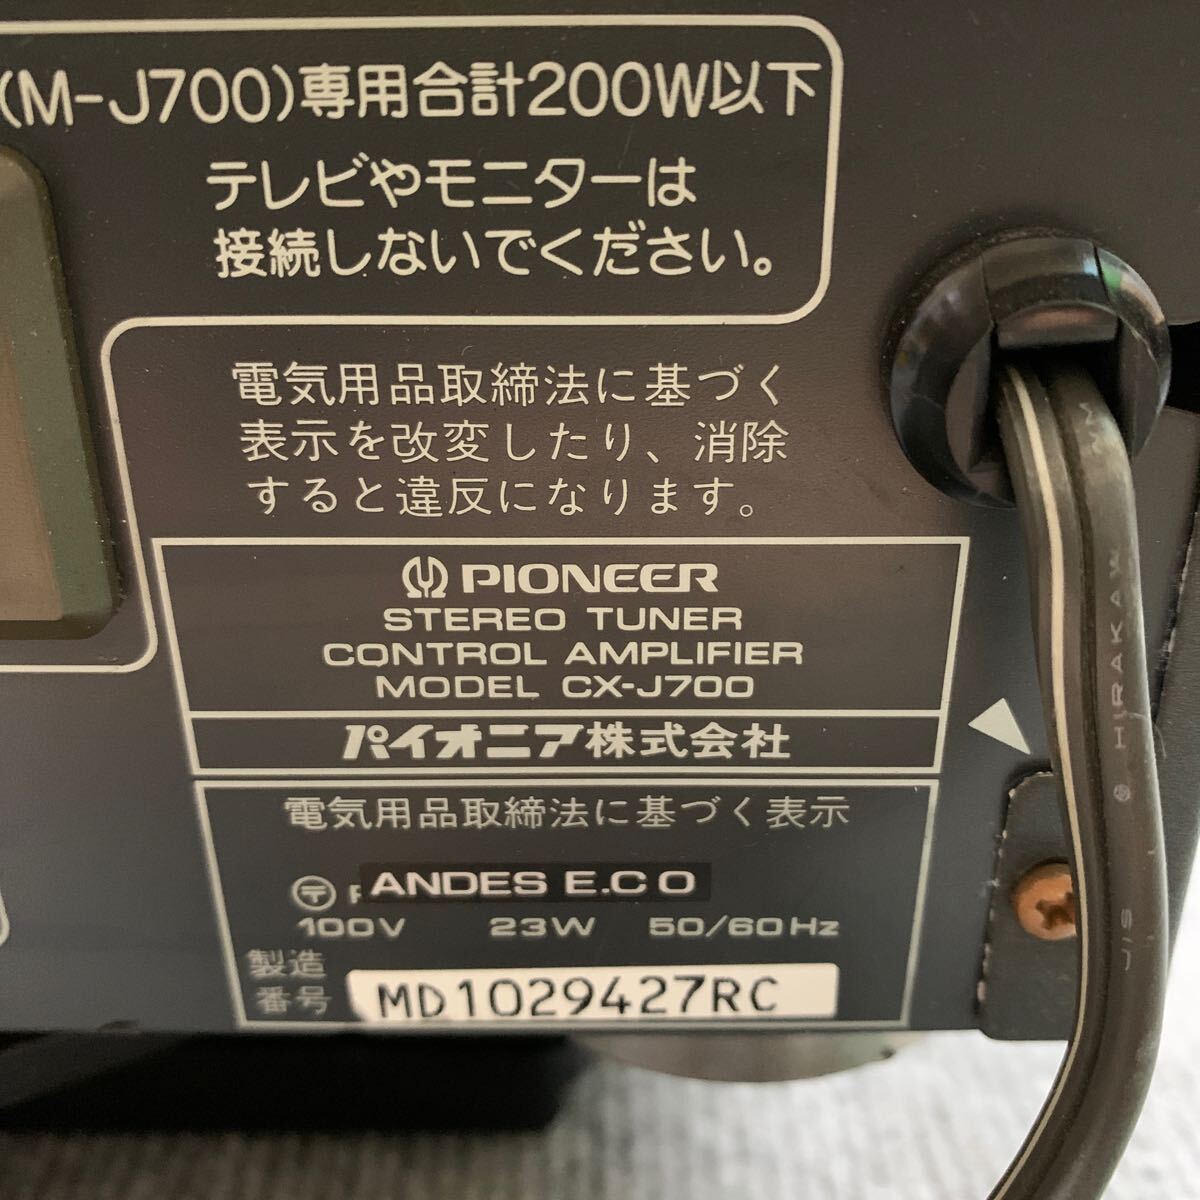 (M-J700)専用合計200W以下
テレビやモニターは
接続しないでください。
電気用品取締法に基づく
表示を改変したり、消除
すると違反になります。
PIONEER
STEREO TUNER
CONTROL AMPLIFIER
MODEL CX-J700
パイオニア株式会社
電気用品取締法に基づく表示
〒 ANDES E.CO
100V 23W 50/60Hz
製造
番号 MD1029427RC
HIRAKAWA